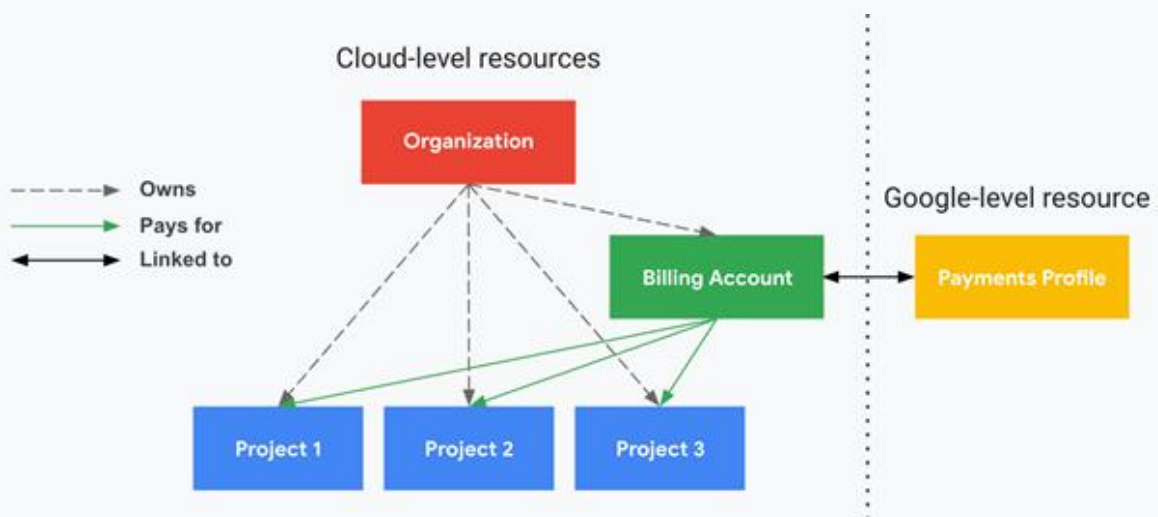 Cloud-level resources
Organization
Owns
Pays for
Linked to
Google-level resource
Billing Account
Payments Profile
Project 1
Project 2
Project 3